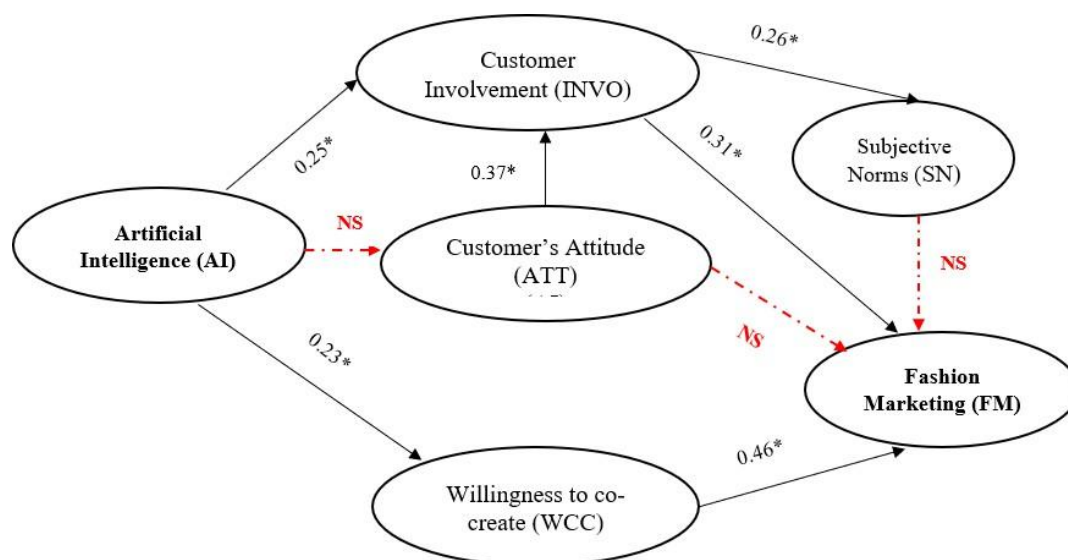 Customer
Involvement (INVO)
0.26*
Subjective
Norms (SN)
0.25*
0.37*
0.31*
Artificial
Intelligence (AI)
NS
Customer's Attitude
(ATT)
NS
NS
0.23*
Fashion
Marketing (FM)
0.46*
Willingness to co-
create (WCC)